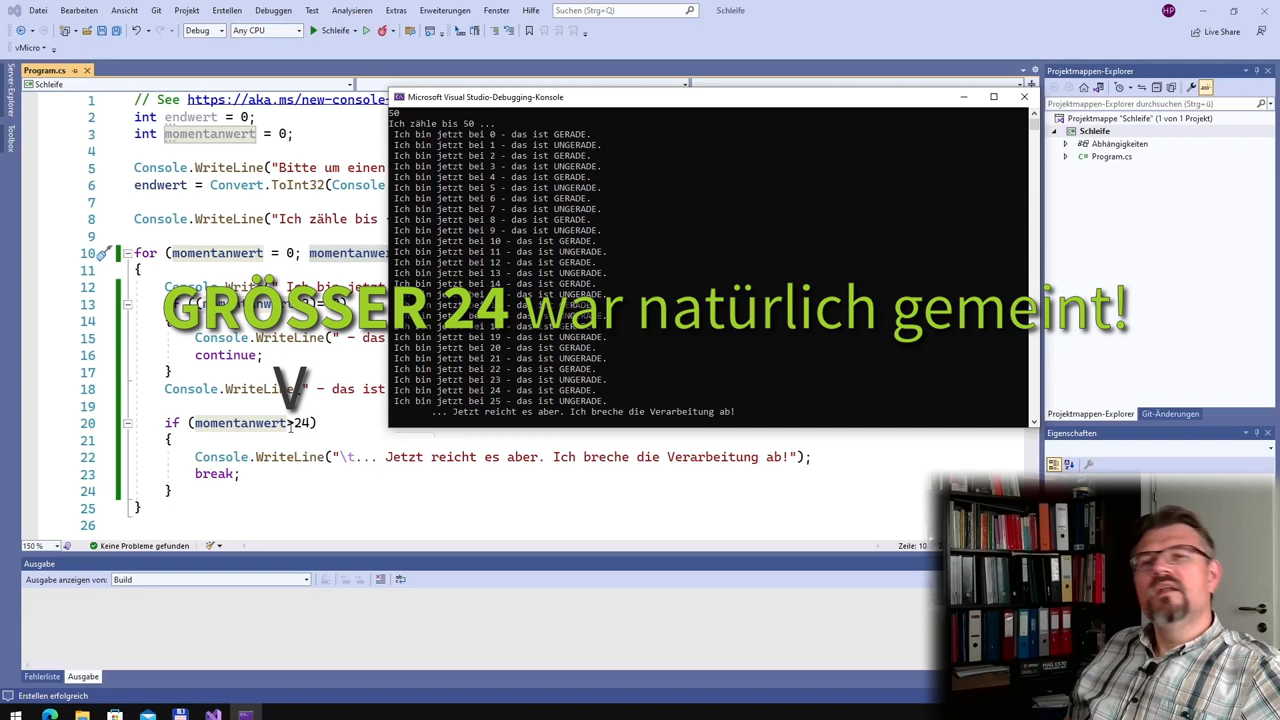 Datei Bearbeiten Ansicht Git Projekt Erstellen Debuggen Test Analysieren Extras Erweiterungen Fenster Hilfe Suchen (Strg+Q) Schleife HP
Debug Any CPU Schleife Live Share
vMicro
Server-Explorer
Toolbox
Program.cs
Schleife
1 // See https://aka.ms/new-console-
2 int endwert = 0;
3 int momentanwert = 0;
4
5 Console.WriteLine("Bitte um einen
6 endwert = Convert.ToInt32(Console
7
8 Console.WriteLine("Ich zähle bis
9
10 for (momentanwert = 0; momentanwer
11 {
12
13
14
15 Console.WriteLine(" - das
16 continue;
17 }
18 Console.WriteLine(" - das ist
19
20 if (momentanwert>24)
21 {
22 Console.WriteLine("\t... Jetzt reicht es aber. Ich breche die Verarbeitung ab!");
23 break;
24 }
25 }
26
Microsoft Visual Studio-Debugging-Konsole
50
Ich zähle bis 50 ...
Ich bin jetzt bei 0 - das ist GERADE.
Ich bin jetzt bei 1 - das ist UNGERADE.
Ich bin jetzt bei 2 - das ist GERADE.
Ich bin jetzt bei 3 - das ist UNGERADE.
Ich bin jetzt bei 4 - das ist GERADE.
Ich bin jetzt bei 5 - das ist UNGERADE.
Ich bin jetzt bei 6 - das ist GERADE.
Ich bin jetzt bei 7 - das ist UNGERADE.
Ich bin jetzt bei 8 - das ist GERADE.
Ich bin jetzt bei 9 - das ist UNGERADE.
Ich bin jetzt bei 10 - das ist GERADE.
Ich bin jetzt bei 11 - das ist UNGERADE.
Ich bin jetzt bei 12 - das ist GERADE.
Ich bin jetzt bei 13 - das ist UNGERADE.
Ich bin jetzt bei 14 - das ist GERADE.
GRÖSSER 24 war natürlich gemeint!
V
Ich bin jetzt bei 19 - das ist UNGERADE.
Ich bin jetzt bei 20 - das ist GERADE.
Ich bin jetzt bei 21 - das ist UNGERADE.
Ich bin jetzt bei 22 - das ist GERADE.
Ich bin jetzt bei 23 - das ist UNGERADE.
Ich bin jetzt bei 24 - das ist GERADE.
Ich bin jetzt bei 25 - das ist UNGERADE.
... Jetzt reicht es aber. Ich breche die Verarbeitung ab!
Projektmappen-Explorer
Projektmappen-Explorer durchsuchen (Strg+ü)
Projektmappe "Schleife" (1 von 1 Projekt)
Schleife
Abhängigkeiten
Program.cs
Projektmappen-Explorer Git-Änderungen
Eigenschaften
150 % Keine Probleme gefunden Zeile: 10
Ausgabe
Ausgabe anzeigen von: Build
Fehlerliste Ausgabe
Erstellen erfolgreich